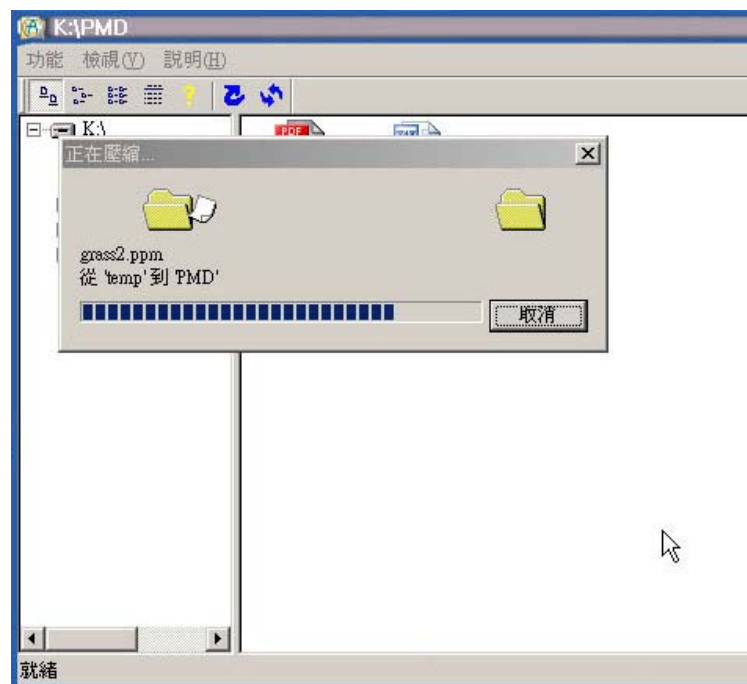 K:\PMD
功能 檢視(V) 說明(H)
K:\
PDF
正在壓縮...
grass2.ppm
從 'temp' 到 'PMD'
取消
就緒